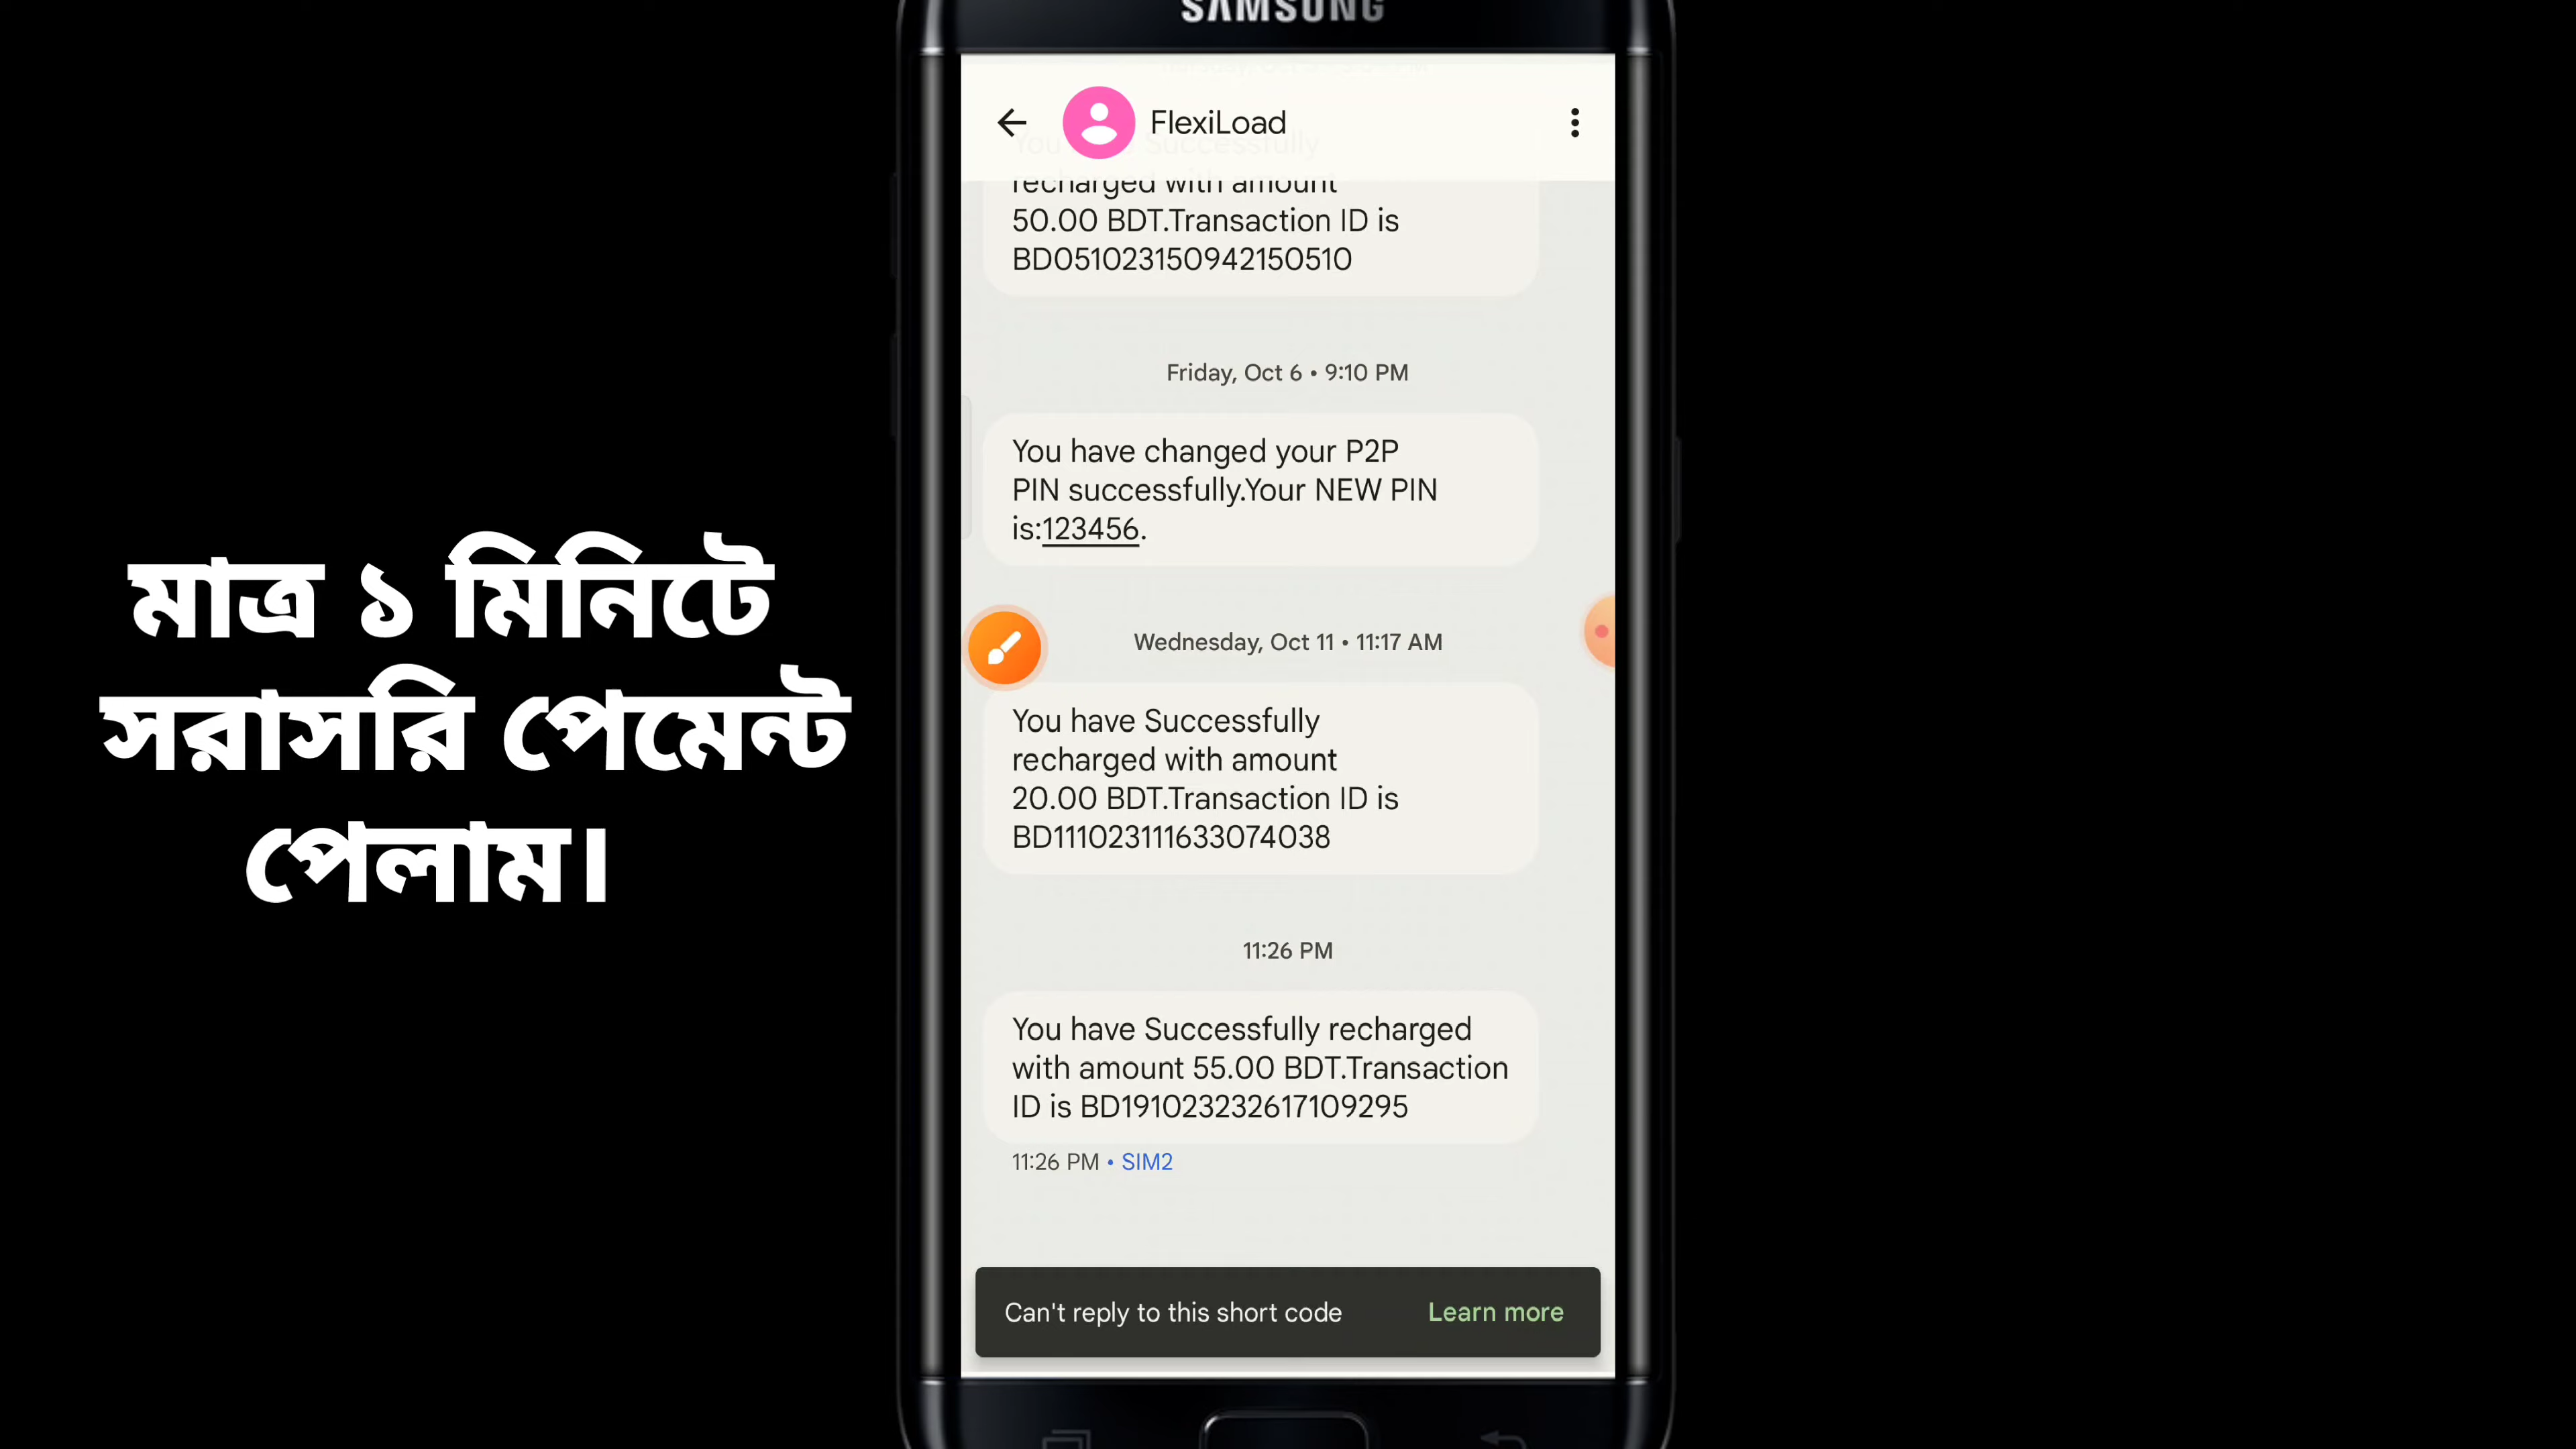 মাত্র ১ মিনিটে
সরাসরি পেমেন্ট
পেলাম।
SAMSUNG
FlexiLoad
You Successfully
recharged with amount
50.00 BDT.Transaction ID is
BD051023150942150510
Friday, Oct 6 • 9:10 PM
You have changed your P2P
PIN successfully.Your NEW PIN
is:123456.
Wednesday, Oct 11 • 11:17 AM
You have Successfully
recharged with amount
20.00 BDT.Transaction ID is
BD111023111633074038
11:26 PM
You have Successfully recharged
with amount 55.00 BDT.Transaction
ID is BD191023232617109295
11:26 PM • SIM2
Can't reply to this short code
Learn more